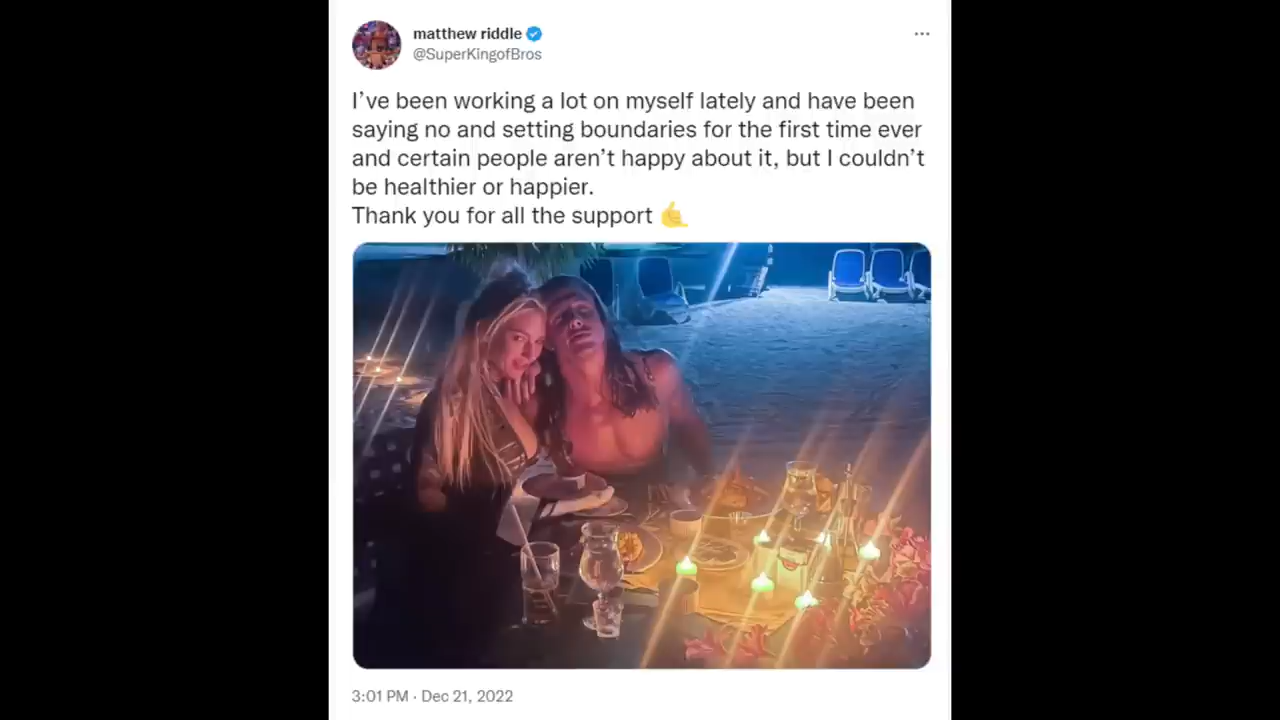 matthew riddle
@SuperKingofBros
I’ve been working a lot on myself lately and have been
saying no and setting boundaries for the first time ever
and certain people aren’t happy about it, but I couldn’t
be healthier or happier.
Thank you for all the support 🤙
3:01 PM · Dec 21, 2022